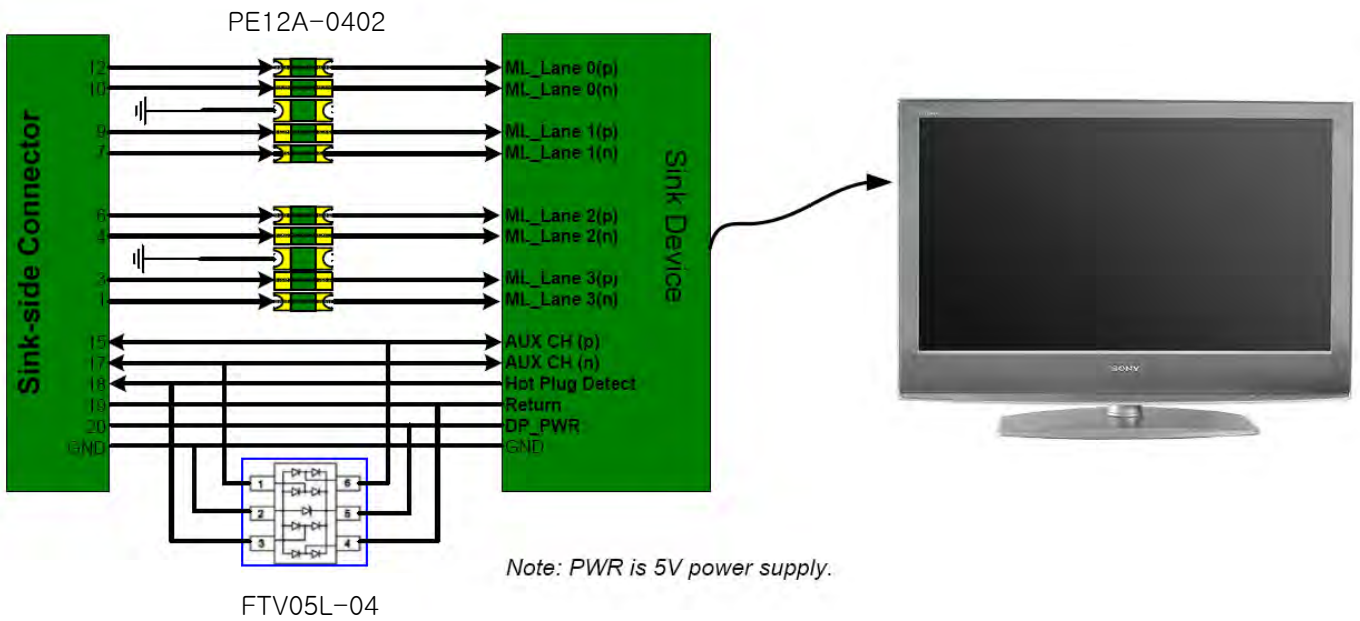 PE12A-0402
Sink-side Connector
12
10
9
7
6
4
3
1
15
17
18
19
20
GND
ML_Lane 0(p)
ML_Lane 0(n)
ML_Lane 1(p)
ML_Lane 1(n)
ML_Lane 2(p)
ML_Lane 2(n)
ML_Lane 3(p)
ML_Lane 3(n)
AUX CH (p)
AUX CH (n)
Hot Plug Detect
Return
DP_PWR
GND
Sink Device
SONY
1
2
3
6
5
4
Note: PWR is 5V power supply.
FTV05L-04